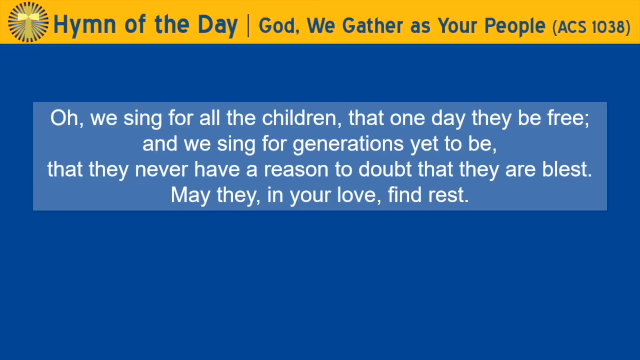 Hymn of the Day | God, We Gather as Your People (ACS 1038)
Oh, we sing for all the children, that one day they be free;
and we sing for generations yet to be,
that they never have a reason to doubt that they are blest.
May they, in your love, find rest.